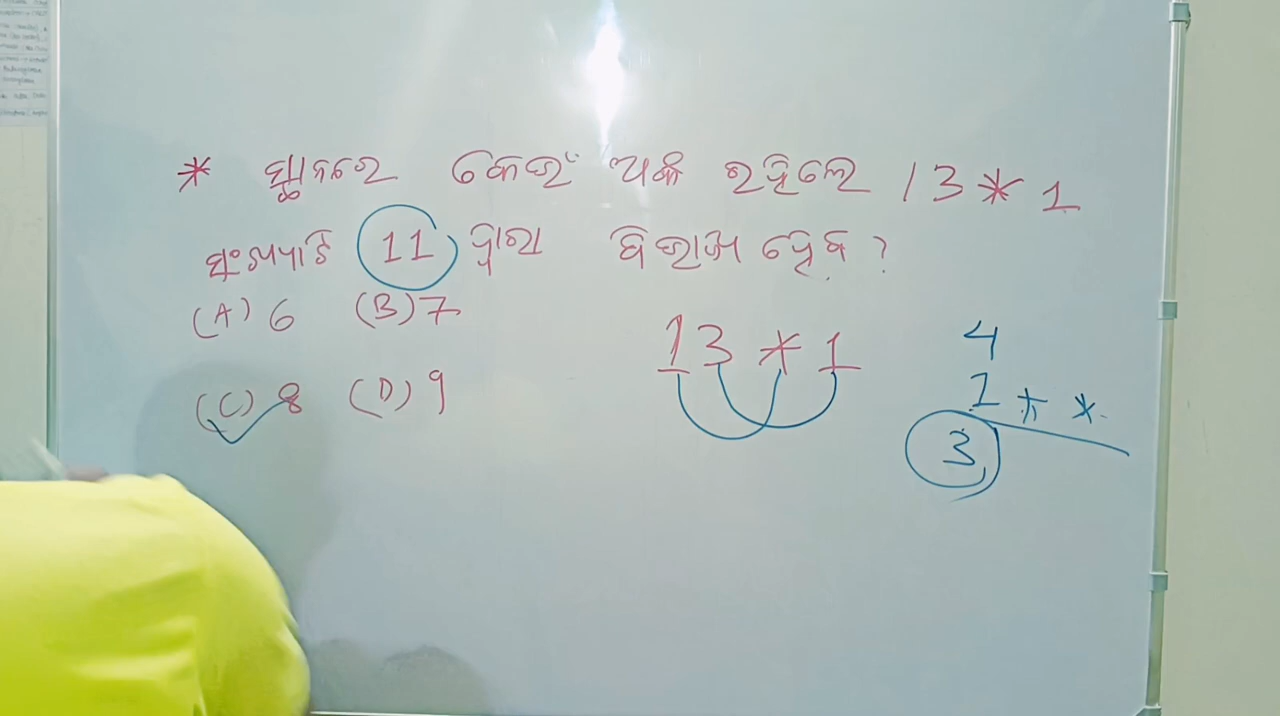 * ସ୍ଥାନରେ କେଉଁ ଅଙ୍କ ରହିଲେ 13*1
ସଂଖ୍ୟାଟି 11 ଦ୍ୱାରା ବିଭାଜ୍ୟ ହେବ ?
(A) 6 (B) 7
(C) 8 (D) 9
13*1
4
1 + *
3